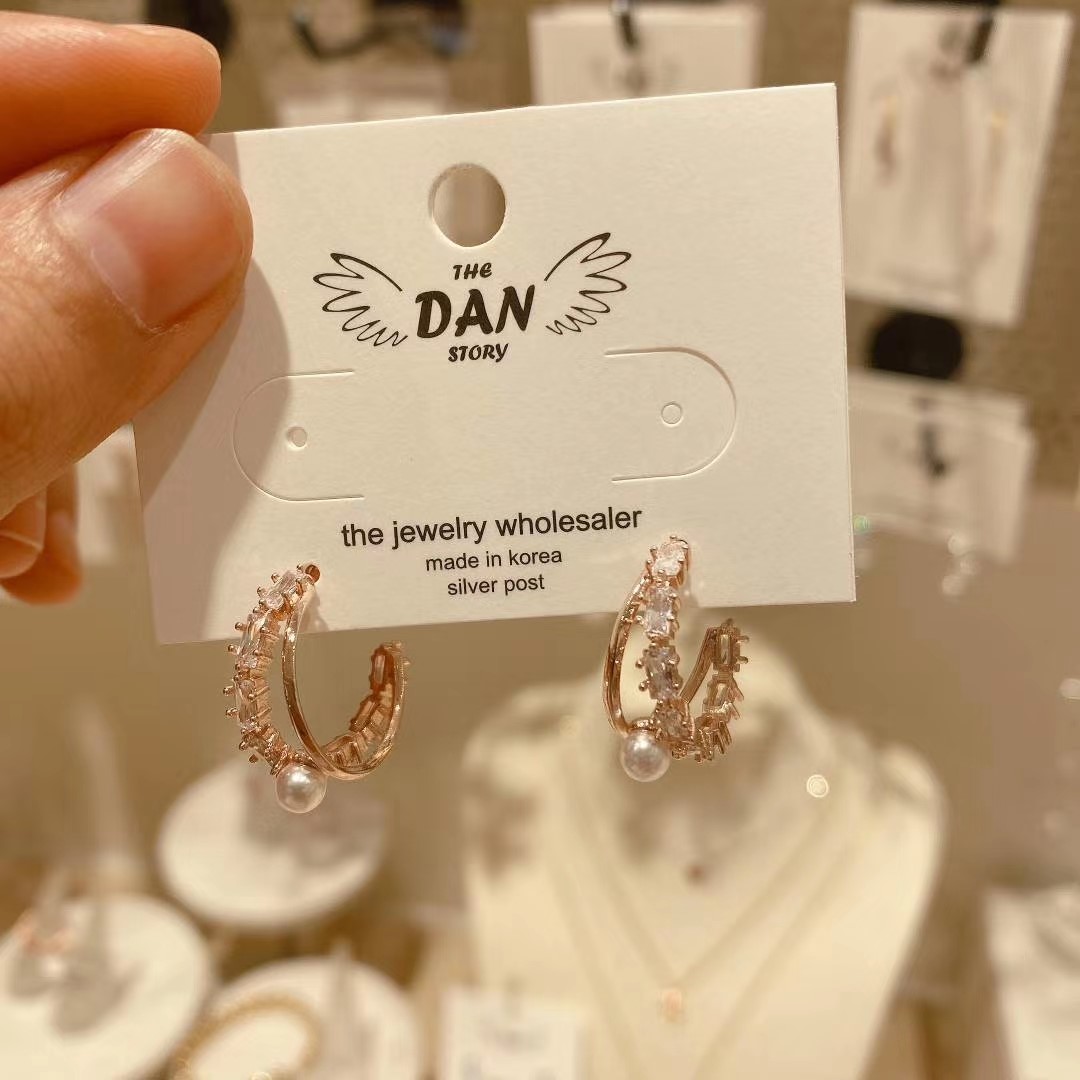 THE
DAN
STORY
the jewelry wholesaler
made in korea
silver post